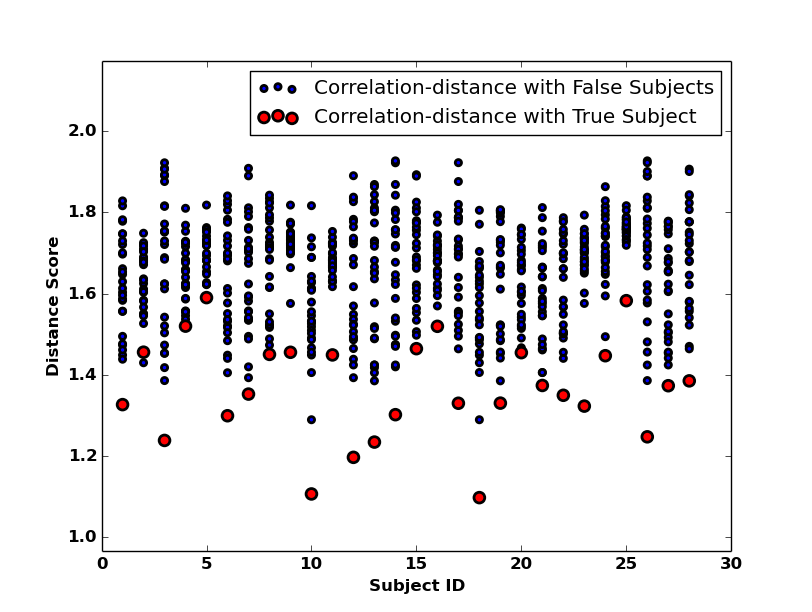 Correlation-distance with False Subjects
Correlation-distance with True Subject
Distance Score
2.0
1.8
1.6
1.4
1.2
1.0
0 5 10 15 20 25 30
Subject ID